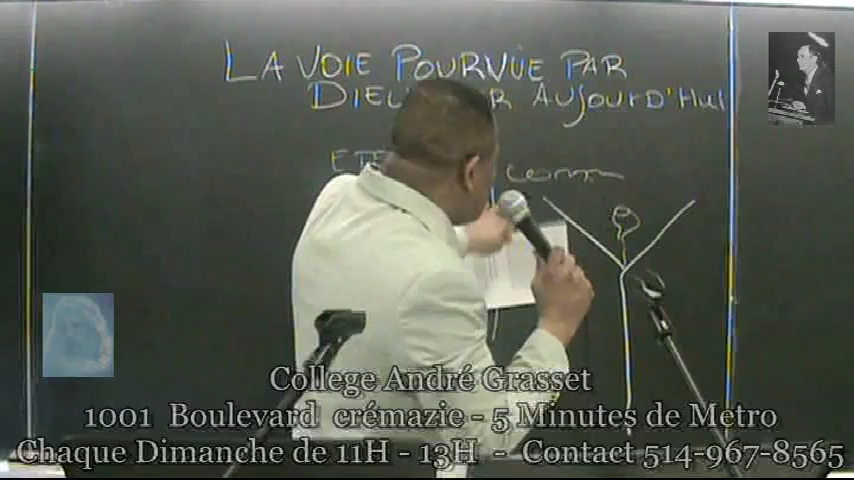 LA VOIE POURVUE PAR
DIEU R AUJOURD'HUI
ETE
College André Grasset
1001 Boulevard crémazie - 5 Minutes de Metro
Chaque Dimanche de 11H - 13H - Contact 514-967-8565